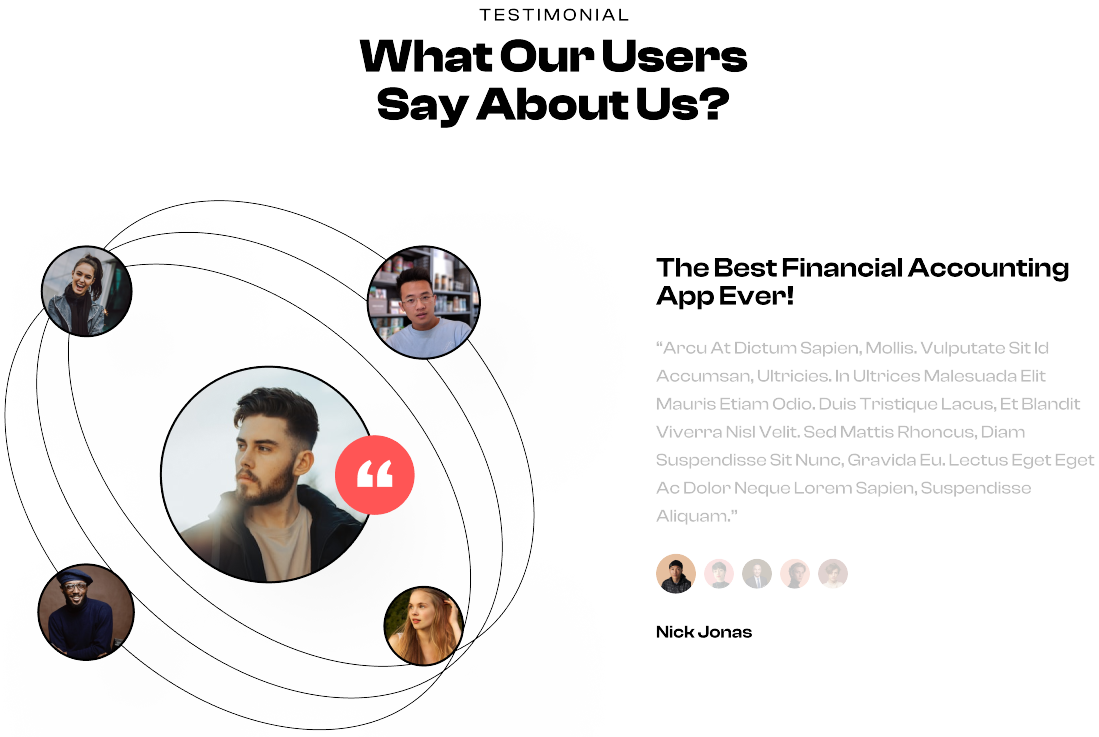 TESTIMONIAL
What Our Users
Say About Us?
The Best Financial Accounting
App Ever!
“Arcu At Dictum Sapien, Mollis. Vulputate Sit Id
Accumsan, Ultricies. In Ultrices Malesuada Elit
Mauris Etiam Odio. Duis Tristique Lacus, Et Blandit
Viverra Nisl Velit. Sed Mattis Rhoncus, Diam
Suspendisse Sit Nunc, Gravida Eu. Lectus Eget Eget
Ac Dolor Neque Lorem Sapien, Suspendisse
Aliquam.”
Nick Jonas